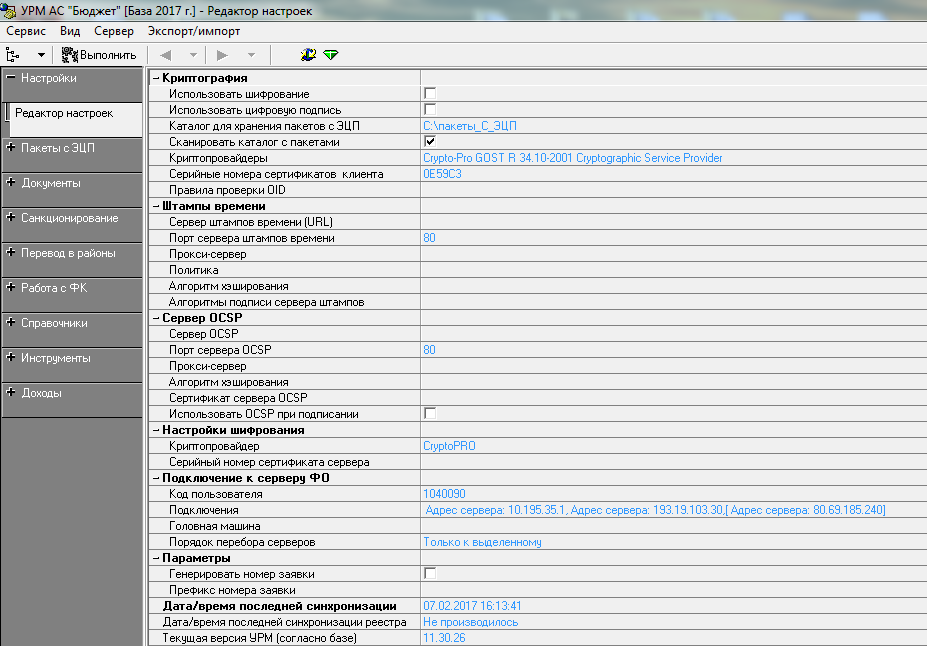 УРМ АС "Бюджет" [База 2017 г.] - Редактор настроек
Сервис Вид Сервер Экспорт/импорт
Выполнить
Настройки
Редактор настроек
Пакеты с ЭЦП
Документы
Санкционирование
Перевод в районы
Работа с ФК
Справочники
Инструменты
Доходы
Криптография
Использовать шифрование
Использовать цифровую подпись
Каталог для хранения пакетов с ЭЦП C:\пакеты_С_ЭЦП
Сканировать каталог с пакетами
Криптопровайдеры Crypto-Pro GOST R 34.10-2001 Cryptographic Service Provider
Серийные номера сертификатов клиента 0E59C3
Правила проверки OID
Штампы времени
Сервер штампов времени (URL)
Порт сервера штампов времени 80
Прокси-сервер
Политика
Алгоритм хэширования
Алгоритмы подписи сервера штампов
Сервер OCSP
Сервер OCSP
Порт сервера OCSP 80
Прокси-сервер
Алгоритм хэширования
Сертификат сервера OCSP
Использовать OCSP при подписании
Настройки шифрования
Криптопровайдер CryptoPRO
Серийный номер сертификата сервера
Подключение к серверу ФО
Код пользователя 1040090
Подключения Адрес сервера: 10.195.35.1, Адрес сервера: 193.19.103.30,[ Адрес сервера: 80.69.185.240]
Головная машина
Порядок перебора серверов Только к выделенному
Параметры
Генерировать номер заявки
Префикс номера заявки
Дата/время последней синхронизации 07.02.2017 16:13:41
Дата/время последней синхронизации реестра Не производилось
Текущая версия УРМ (согласно базе) 11.30.26